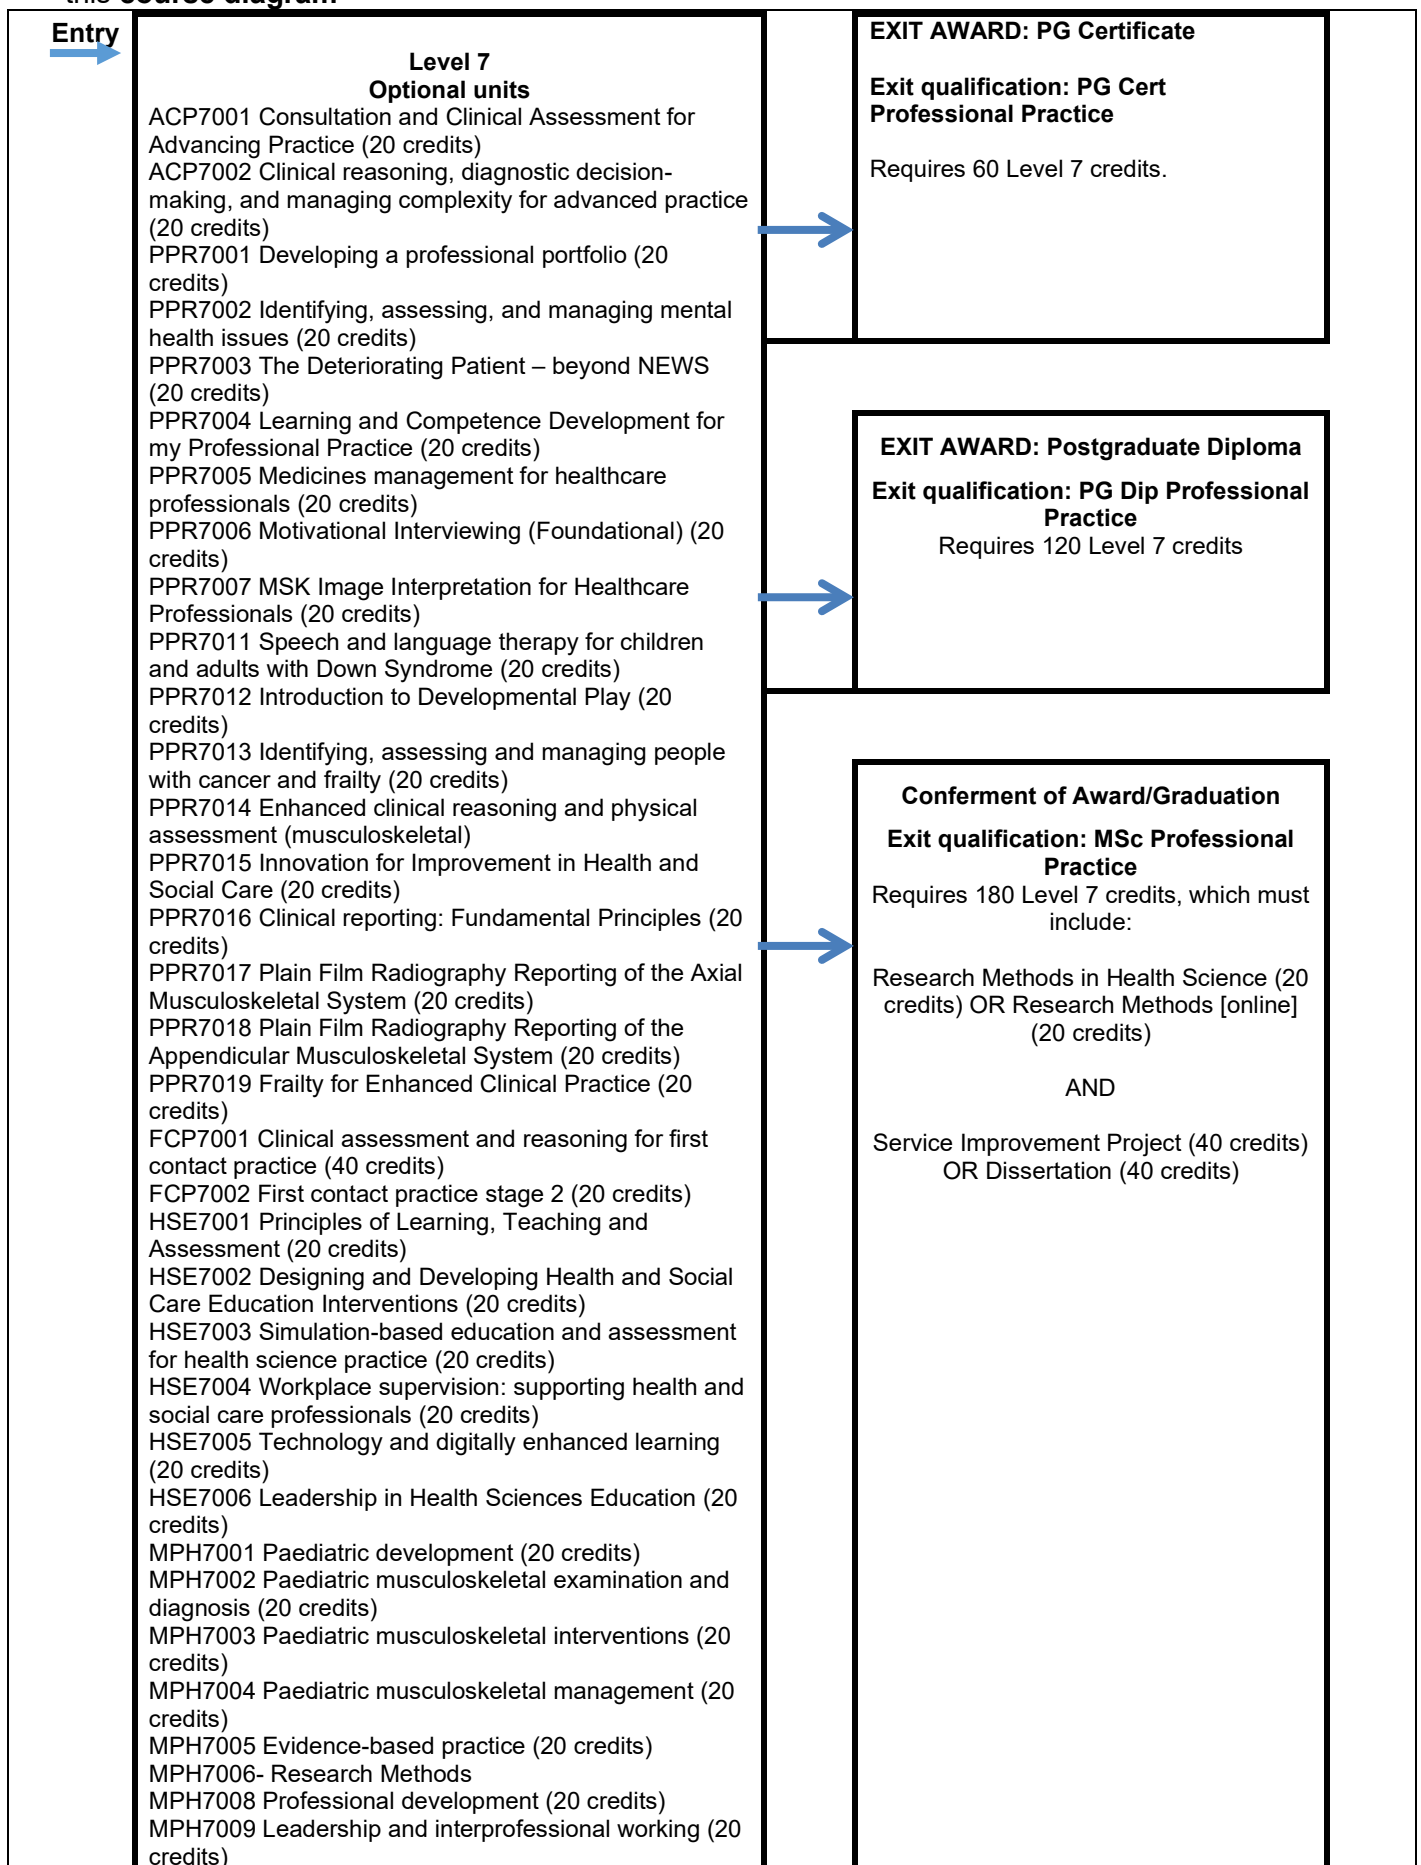 this course diagram
Entry
Level 7
Optional units
ACP7001 Consultation and Clinical Assessment for
Advancing Practice (20 credits)
ACP7002 Clinical reasoning, diagnostic decision-
making, and managing complexity for advanced practice
(20 credits)
PPR7001 Developing a professional portfolio (20
credits)
PPR7002 Identifying, assessing, and managing mental
health issues (20 credits)
PPR7003 The Deteriorating Patient – beyond NEWS
(20 credits)
PPR7004 Learning and Competence Development for
my Professional Practice (20 credits)
PPR7005 Medicines management for healthcare
professionals (20 credits)
PPR7006 Motivational Interviewing (Foundational) (20
credits)
PPR7007 MSK Image Interpretation for Healthcare
Professionals (20 credits)
PPR7011 Speech and language therapy for children
and adults with Down Syndrome (20 credits)
PPR7012 Introduction to Developmental Play (20
credits)
PPR7013 Identifying, assessing and managing people
with cancer and frailty (20 credits)
PPR7014 Enhanced clinical reasoning and physical
assessment (musculoskeletal)
PPR7015 Innovation for Improvement in Health and
Social Care (20 credits)
PPR7016 Clinical reporting: Fundamental Principles (20
credits)
PPR7017 Plain Film Radiography Reporting of the Axial
Musculoskeletal System (20 credits)
PPR7018 Plain Film Radiography Reporting of the
Appendicular Musculoskeletal System (20 credits)
PPR7019 Frailty for Enhanced Clinical Practice (20
credits)
FCP7001 Clinical assessment and reasoning for first
contact practice (40 credits)
FCP7002 First contact practice stage 2 (20 credits)
HSE7001 Principles of Learning, Teaching and
Assessment (20 credits)
HSE7002 Designing and Developing Health and Social
Care Education Interventions (20 credits)
HSE7003 Simulation-based education and assessment
for health science practice (20 credits)
HSE7004 Workplace supervision: supporting health and
social care professionals (20 credits)
HSE7005 Technology and digitally enhanced learning
(20 credits)
HSE7006 Leadership in Health Sciences Education (20
credits)
MPH7001 Paediatric development (20 credits)
MPH7002 Paediatric musculoskeletal examination and
diagnosis (20 credits)
MPH7003 Paediatric musculoskeletal interventions (20
credits)
MPH7004 Paediatric musculoskeletal management (20
credits)
MPH7005 Evidence-based practice (20 credits)
MPH7006- Research Methods
MPH7008 Professional development (20 credits)
MPH7009 Leadership and interprofessional working (20
credits)
EXIT AWARD: PG Certificate
Exit qualification: PG Cert
Professional Practice
Requires 60 Level 7 credits.
EXIT AWARD: Postgraduate Diploma
Exit qualification: PG Dip Professional
Practice
Requires 120 Level 7 credits
Conferment of Award/Graduation
Exit qualification: MSc Professional
Practice
Requires 180 Level 7 credits, which must
include:
Research Methods in Health Science (20
credits) OR Research Methods [online]
(20 credits)
AND
Service Improvement Project (40 credits)
OR Dissertation (40 credits)